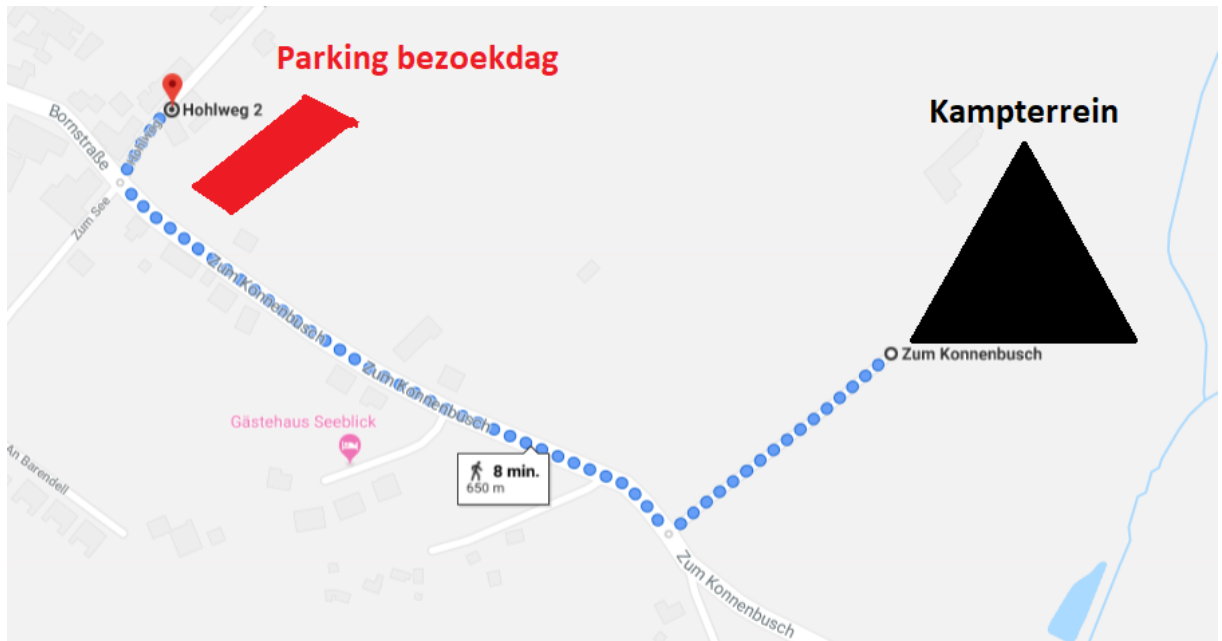 Parking bezoekdag
Kampterrein
Hohlweg 2
Bornstraße
Hohlweg
Zum See
Zum Konnenbusch
Zum Konnenbusch
Zum Konnenbusch
Gästehaus Seeblick
8 min.
650 m
An Barendell
Zum Konnenbusch